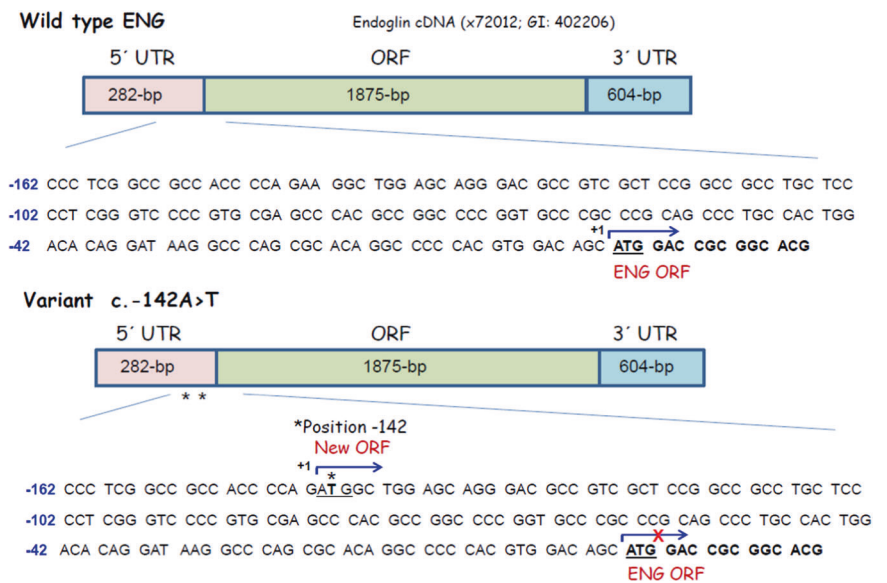 Wild type ENG
Endoglin cDNA (x72012; GI: 402206)
5´ UTR ORF 3´ UTR
282-bp 1875-bp 604-bp
-162 CCC TCG GCC GCC ACC CCA GAA GGC TGG AGC AGG GAC GCC GTC GCT CCG GCC GCC TGC TCC
-102 CCT CGG GTC CCC GTG CGA GCC CAC GCC GGC CCC GGT GCC CGC CCG CAG CCC TGC CAC TGG
+1
-42 ACA CAG GAT AAG GCC CAG CGC ACA GGC CCC CAC GTG GAC AGC ATG GAC CGC GGC ACG
ENG ORF
Variant c.-142A>T
5´ UTR ORF 3´ UTR
282-bp 1875-bp 604-bp
* *
*Position -142
New ORF
+1
*
-162 CCC TCG GCC GCC ACC CCA GATGGCT GG AGC AGG GAC GCC GTC GCT CCG GCC GCC TGC TCC
-102 CCT CGG GTC CCC GTG CGA GCC CAC GCC GGC CCC GGT GCC CGC CCG CAG CCC TGC CAC TGG
X
-42 ACA CAG GAT AAG GCC CAG CGC ACA GGC CCC CAC GTG GAC AGC ATG GAC CGC GGC ACG
ENG ORF